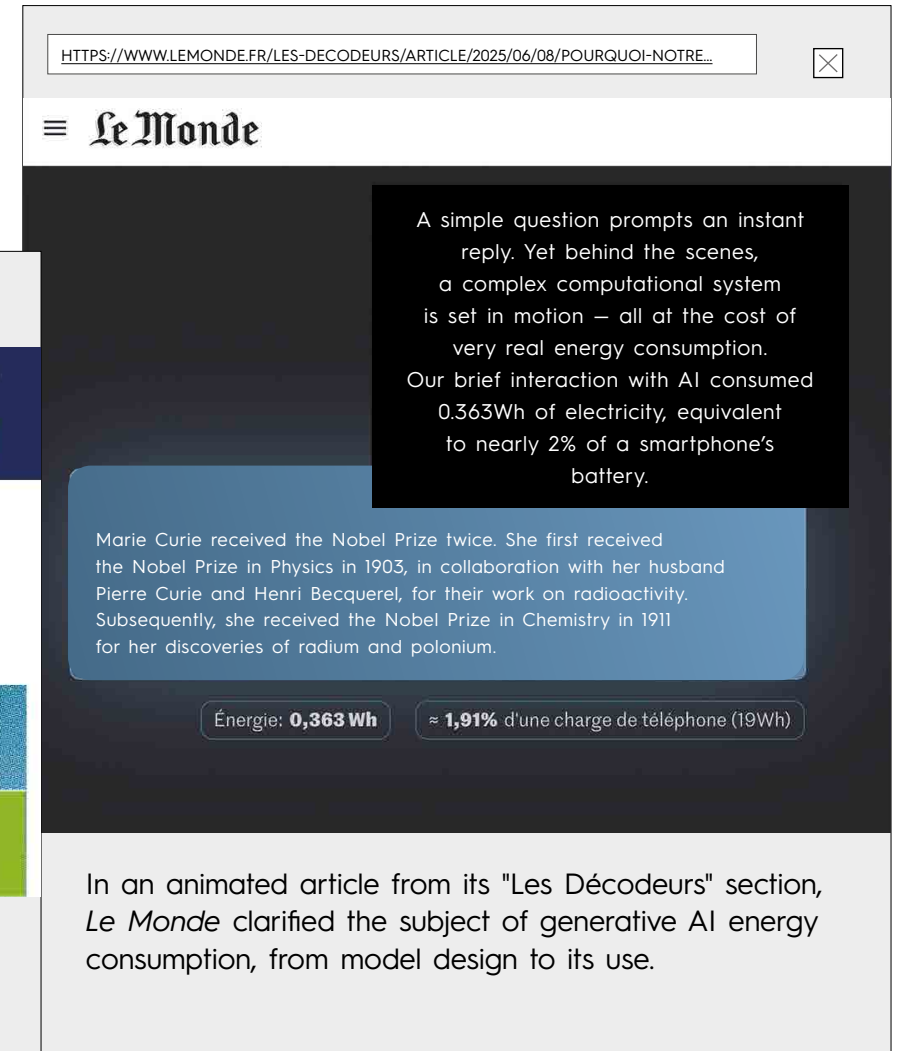 HTTPS://WWW.LEMONDE.FR/LES-DECODEURS/ARTICLE/2025/06/08/POURQUOI-NOTRE...
Le Monde
A simple question prompts an instant
reply. Yet behind the scenes,
a complex computational system
is set in motion – all at the cost of
very real energy consumption.
Our brief interaction with AI consumed
0.363Wh of electricity, equivalent
to nearly 2% of a smartphone's
battery.
Marie Curie received the Nobel Prize twice. She first received
the Nobel Prize in Physics in 1903, in collaboration with her husband
Pierre Curie and Henri Becquerel, for their work on radioactivity.
Subsequently, she received the Nobel Prize in Chemistry in 1911
for her discoveries of radium and polonium.
Énergie: 0,363 Wh
≈ 1,91% d'une charge de téléphone (19Wh)
In an animated article from its "Les Décodeurs" section,
Le Monde clarified the subject of generative AI energy
consumption, from model design to its use.